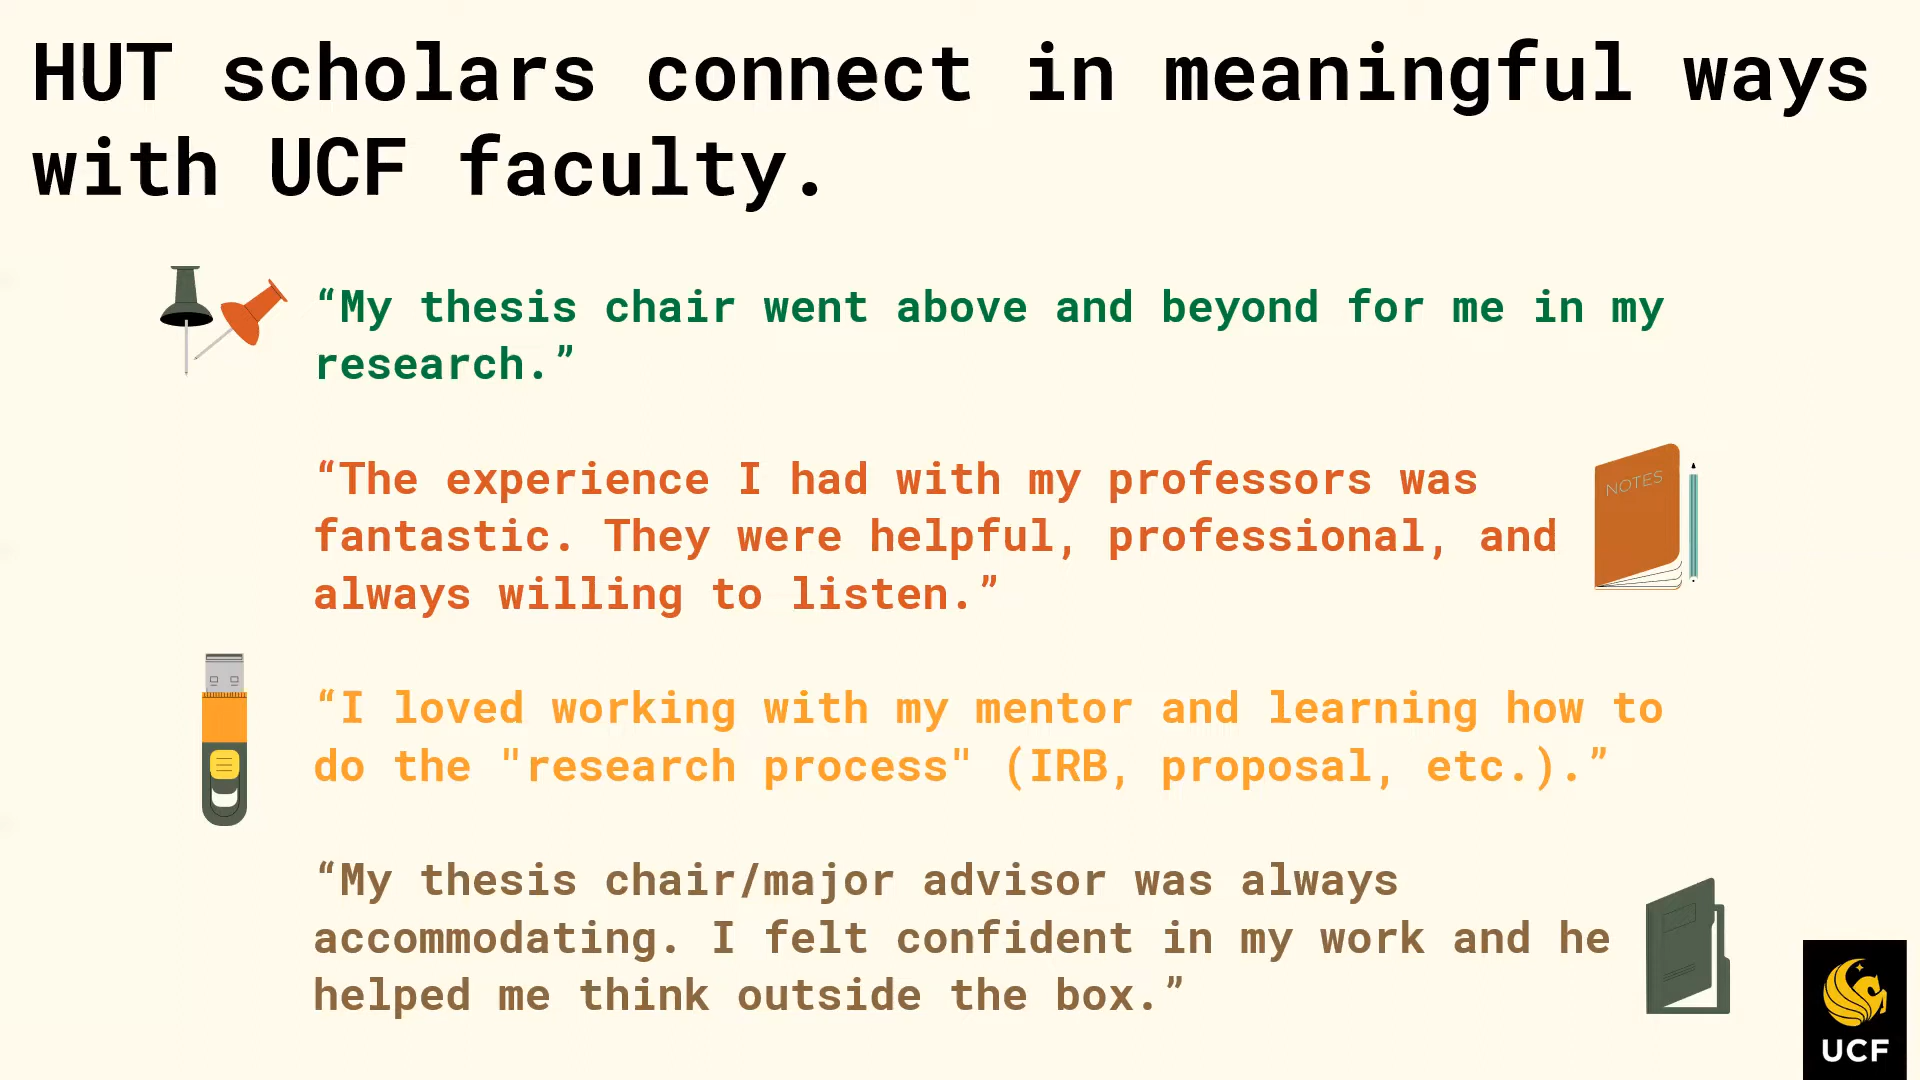 HUT scholars connect in meaningful ways
with UCF faculty.
“My thesis chair went above and beyond for me in my
research.”
“The experience I had with my professors was
fantastic. They were helpful, professional, and
always willing to listen.”
NOTES
“I loved working with my mentor and learning how to
do the "research process" (IRB, proposal, etc.).”
“My thesis chair/major advisor was always
accommodating. I felt confident in my work and he
helped me think outside the box.”
UCF